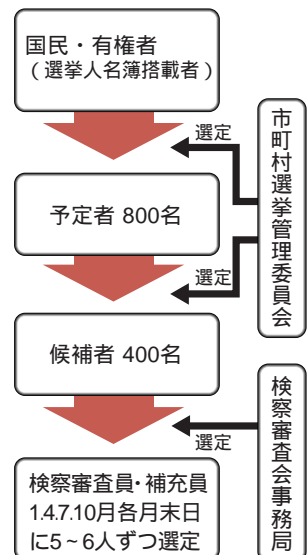 国民・有権者
（選挙人名簿搭載者）
選定
市町村選挙管理委員会
予定者 800名
選定
候補者 400名
選定
検察審査会事務局
検察審査員・補充員
1.4.7.10月各月末日
に5～6人ずつ選定